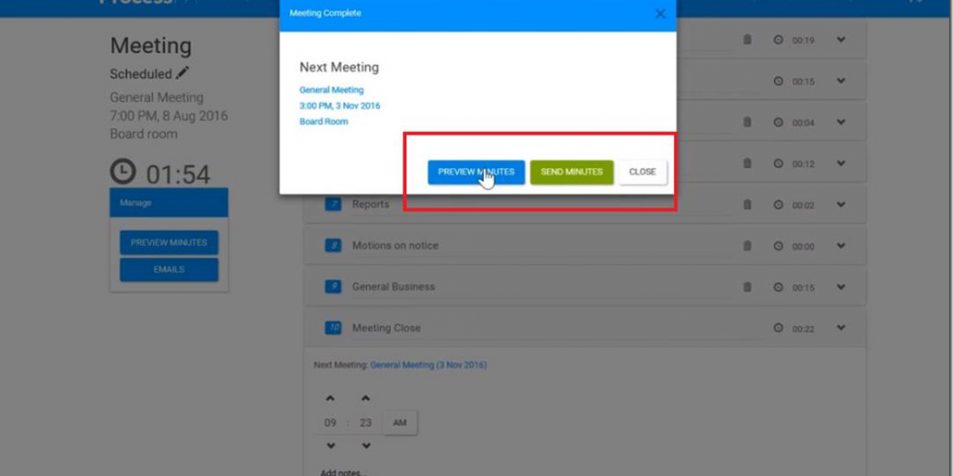 Process
Meeting Complete
Next Meeting
General Meeting
3:00 PM, 3 Nov 2016
Board Room
PREVIEW MINUTES
SEND MINUTES
CLOSE
Meeting
Scheduled
General Meeting
7:00 PM, 8 Aug 2016
Board room
01:54
Manage
PREVIEW MINUTES
EMAILS
00:19
00:15
00:04
00:12
7 Reports 00:02
8 Motions on notice 00:00
9 General Business 00:15
10 Meeting Close 00:22
Next Meeting: General Meeting (3 Nov 2016)
09 : 23 AM
Add notes...